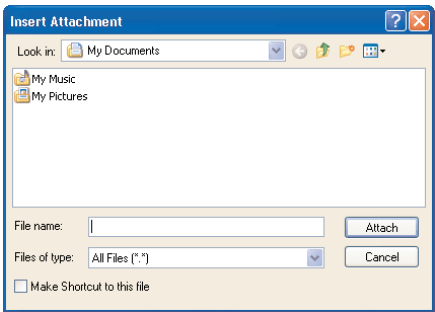 Insert Attachment
Look in: My Documents
My Music
My Pictures
File name:
Attach
Files of type: All Files (*.*)
Cancel
Make Shortcut to this file